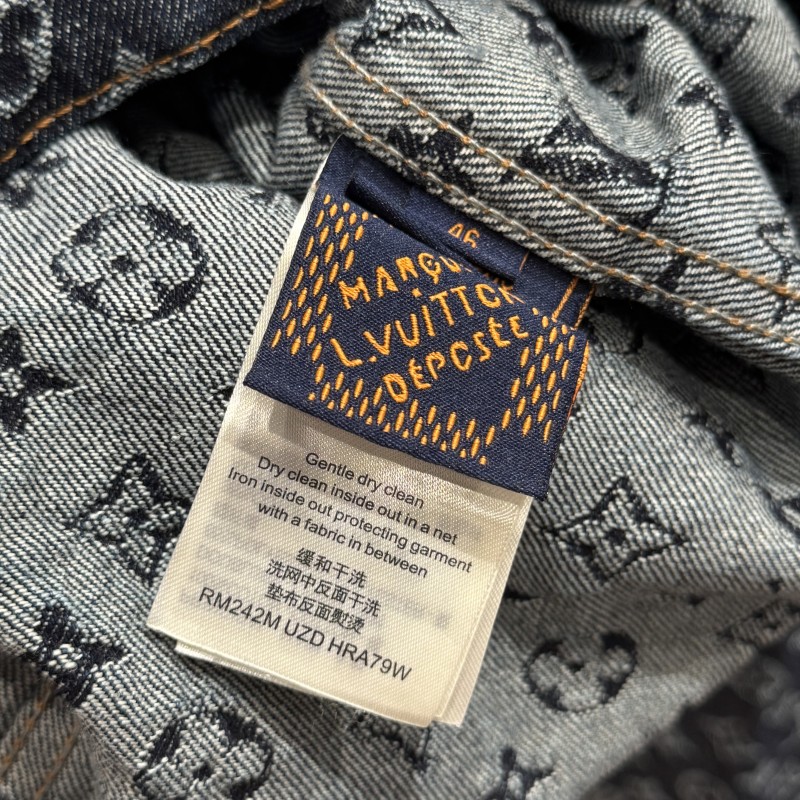 46
MARQU
L.VUITTON
DÉPOSÉE
Gentle dry clean
Dry clean inside out in a net
Iron inside out protecting garment
with a fabric in between
缓和干洗
洗网中反面干洗
垫布反面熨烫
RM242M UZD HRA79W